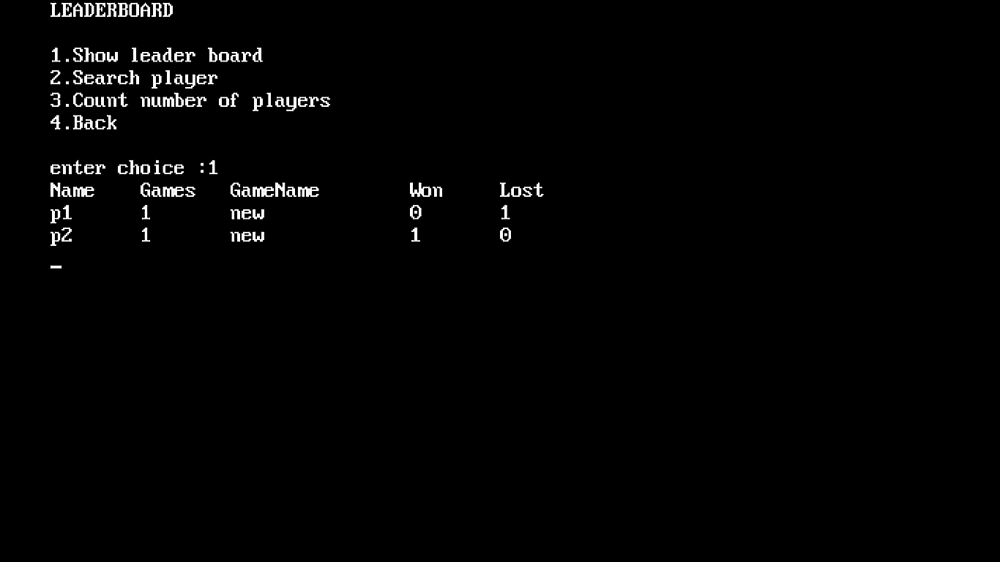 LEADERBOARD
1.Show leader board
2.Search player
3.Count number of players
4.Back
enter choice :1
Name Games GameName Won Lost
p1 1 new 0 1
p2 1 new 1 0
_